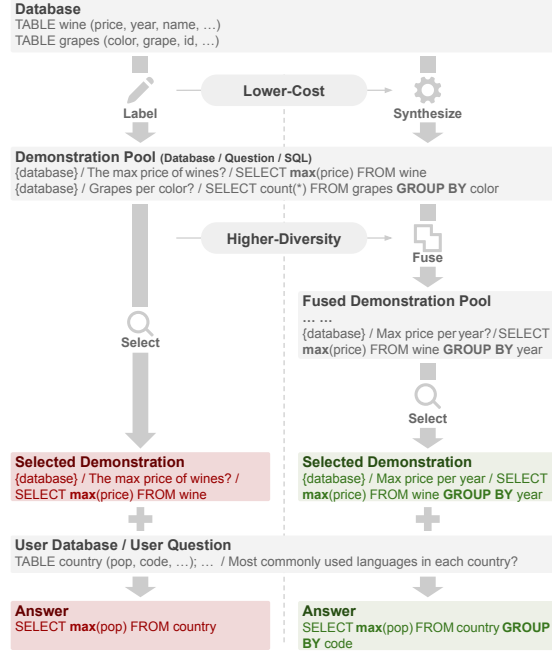 Database
TABLE wine (price, year, name, …)
TABLE grapes (color, grape, id, …)
Label
Lower-Cost
Synthesize
Demonstration Pool (Database / Question / SQL)
{database} / The max price of wines? / SELECT max(price) FROM wine
{database} / Grapes per color? / SELECT count(*) FROM grapes GROUP BY color
Higher-Diversity
Fuse
Fused Demonstration Pool
… …
{database} / Max price per year? / SELECT
max(price) FROM wine GROUP BY year
Select
Select
Selected Demonstration
{database} / The max price of wines? /
SELECT max(price) FROM wine
Selected Demonstration
{database} / Max price per year / SELECT
max(price) FROM wine GROUP BY year
User Database / User Question
TABLE country (pop, code, …); … / Most commonly used languages in each country?
Answer
SELECT max(pop) FROM country
Answer
SELECT max(pop) FROM country GROUP
BY code